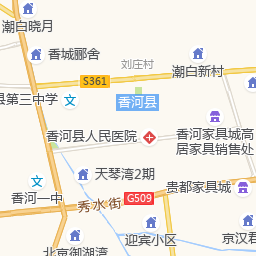 潮白晓月
香城郦舍
刘庄村
潮白新村
S361
县第三中学
香河县
香河县人民医院
香河家具城高
居家具销售处
天琴湾2期
贵都家具城
香河一中
秀水街
G509
北京御湖湾
迎宾小区
京汉君